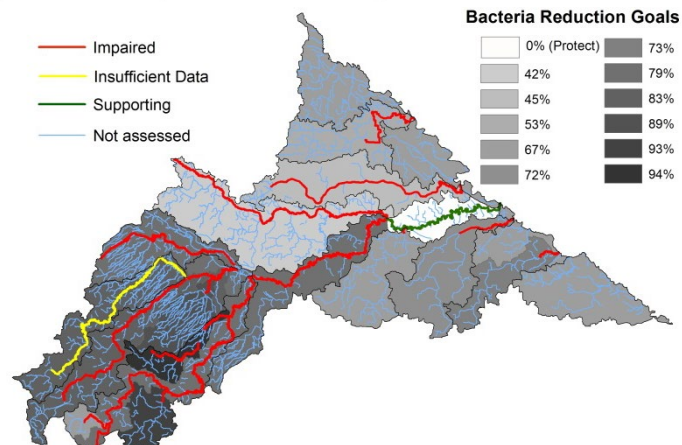 Bacteria Reduction Goals
Impaired
Insufficient Data
Supporting
Not assessed
0% (Protect)
42%
45%
53%
67%
72%
73%
79%
83%
89%
93%
94%